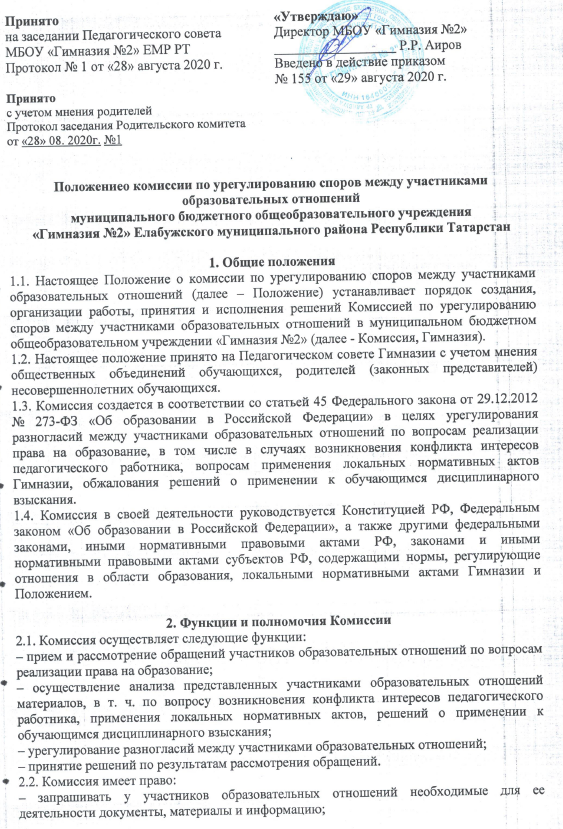 Принято
на заседании Педагогического совета
МБОУ «Гимназия №2» ЕМР РТ
Протокол № 1 от «28» августа 2020 г.
«Утверждаю»
Директор МБОУ «Гимназия №2»
__________________ Р.Р. Аиров
Введено в действие приказом
№ 155 от «29» августа 2020 г.
Принято
с учетом мнения родителей
Протокол заседания Родительского комитета
от «28» 08. 2020г. №1
Положениео комиссии по урегулированию споров между участниками
образовательных отношений
муниципального бюджетного общеобразовательного учреждения
«Гимназия №2» Елабужского муниципального района Республики Татарстан
1. Общие положения
1.1. Настоящее Положение о комиссии по урегулированию споров между участниками
образовательных отношений (далее – Положение) устанавливает порядок создания,
организации работы, принятия и исполнения решений Комиссией по урегулированию
споров между участниками образовательных отношений в муниципальном бюджетном
общеобразовательном учреждении «Гимназия №2» (далее - Комиссия, Гимназия).
1.2. Настоящее положение принято на Педагогическом совете Гимназии с учетом мнения
общественных объединений обучающихся, родителей (законных представителей)
несовершеннолетних обучающихся.
1.3. Комиссия создается в соответствии со статьей 45 Федерального закона от 29.12.2012
№ 273-ФЗ «Об образовании в Российской Федерации» в целях урегулирования
разногласий между участниками образовательных отношений по вопросам реализации
права на образование, в том числе в случаях возникновения конфликта интересов
педагогического работника, вопросам применения локальных нормативных актов
Гимназии, обжалования решений о применении к обучающимся дисциплинарного
взыскания.
1.4. Комиссия в своей деятельности руководствуется Конституцией РФ, Федеральным
законом «Об образовании в Российской Федерации», а также другими федеральными
законами, иными нормативными правовыми актами РФ, законами и иными
нормативными правовыми актами субъектов РФ, содержащими нормы, регулирующие
отношения в области образования, локальными нормативными актами Гимназии и
Положением.
2. Функции и полномочия Комиссии
2.1. Комиссия осуществляет следующие функции:
– прием и рассмотрение обращений участников образовательных отношений по вопросам
реализации права на образование;
– осуществление анализа представленных участниками образовательных отношений
материалов, в т. ч. по вопросу возникновения конфликта интересов педагогического
работника, применения локальных нормативных актов, решений о применении к
обучающимся дисциплинарного взыскания;
– урегулирование разногласий между участниками образовательных отношений;
– принятие решений по результатам рассмотрения обращений.
2.2. Комиссия имеет право:
– запрашивать у участников образовательных отношений необходимые для ее
деятельности документы, материалы и информацию;